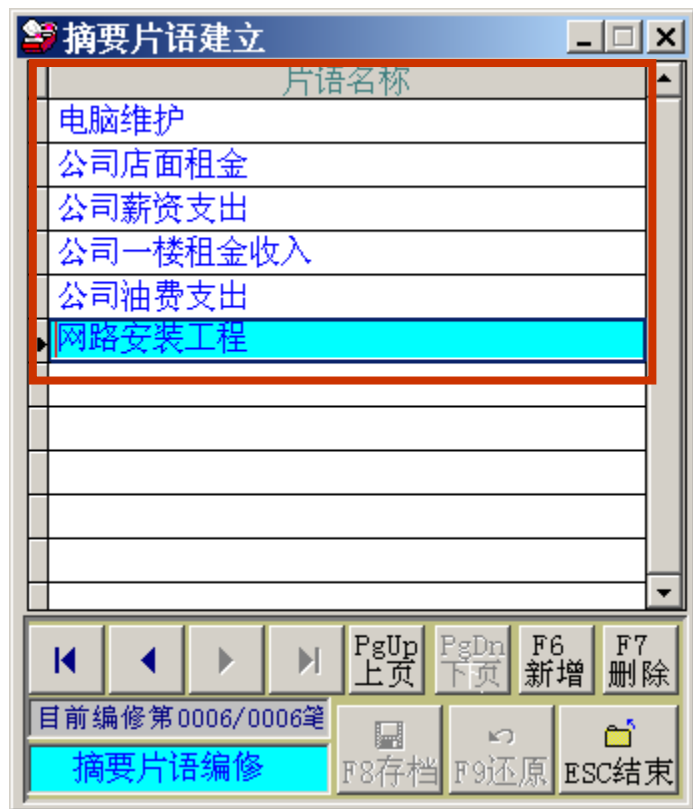 摘要片语建立
片语名称
电脑维护
公司店面租金
公司薪资支出
公司一楼租金收入
公司油费支出
网路安装工程
PgUp PgDn F6 F7
上页 下页 新增 删除
目前编修第0006/0006笔
摘要片语编修
F8存档 F9还原 ESC结束